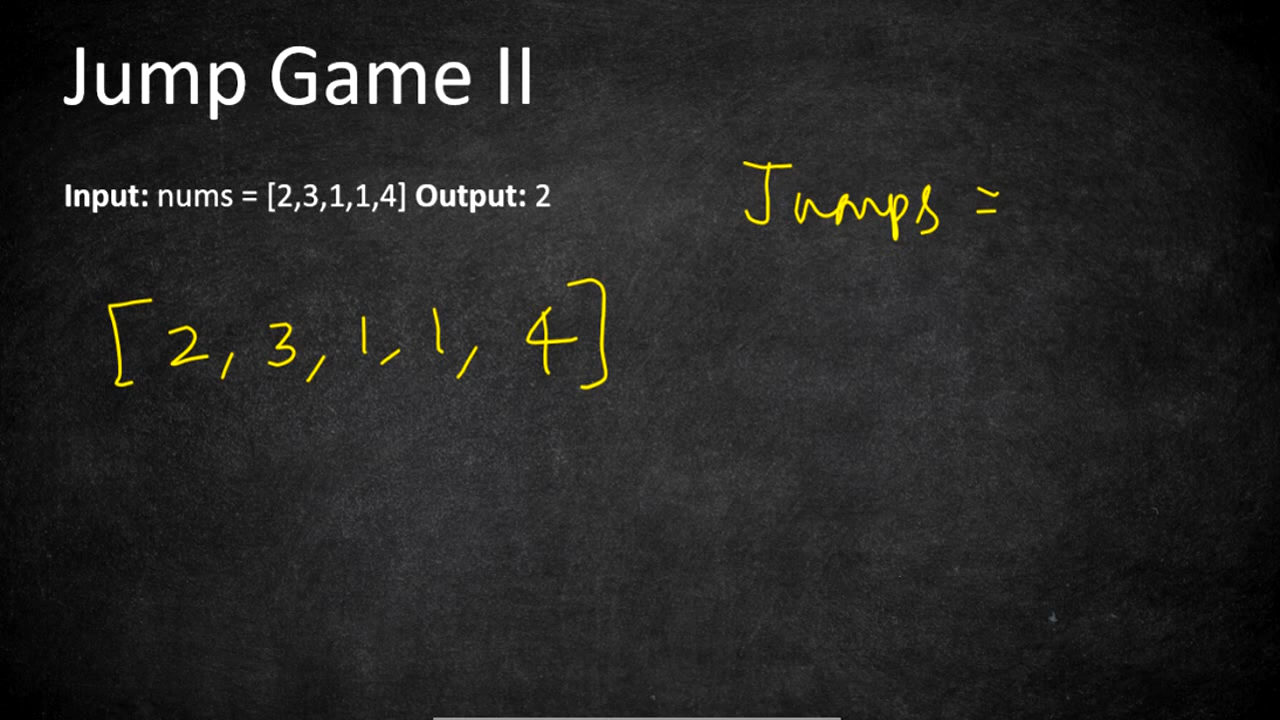 Jump Game II
Input: nums = [2,3,1,1,4] Output: 2
Jumps =
[2, 3, 1, 1, 4]